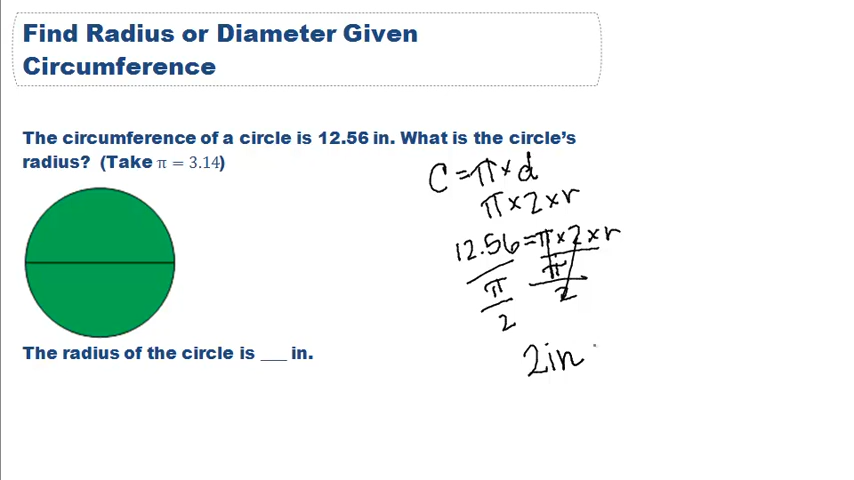 Find Radius or Diameter Given
Circumference
The circumference of a circle is 12.56 in. What is the circle's
radius? (Take π = 3.14)
C=π×d
π×2×r
12.56=π×2×r
π π
2 2
2in
The radius of the circle is ___ in.